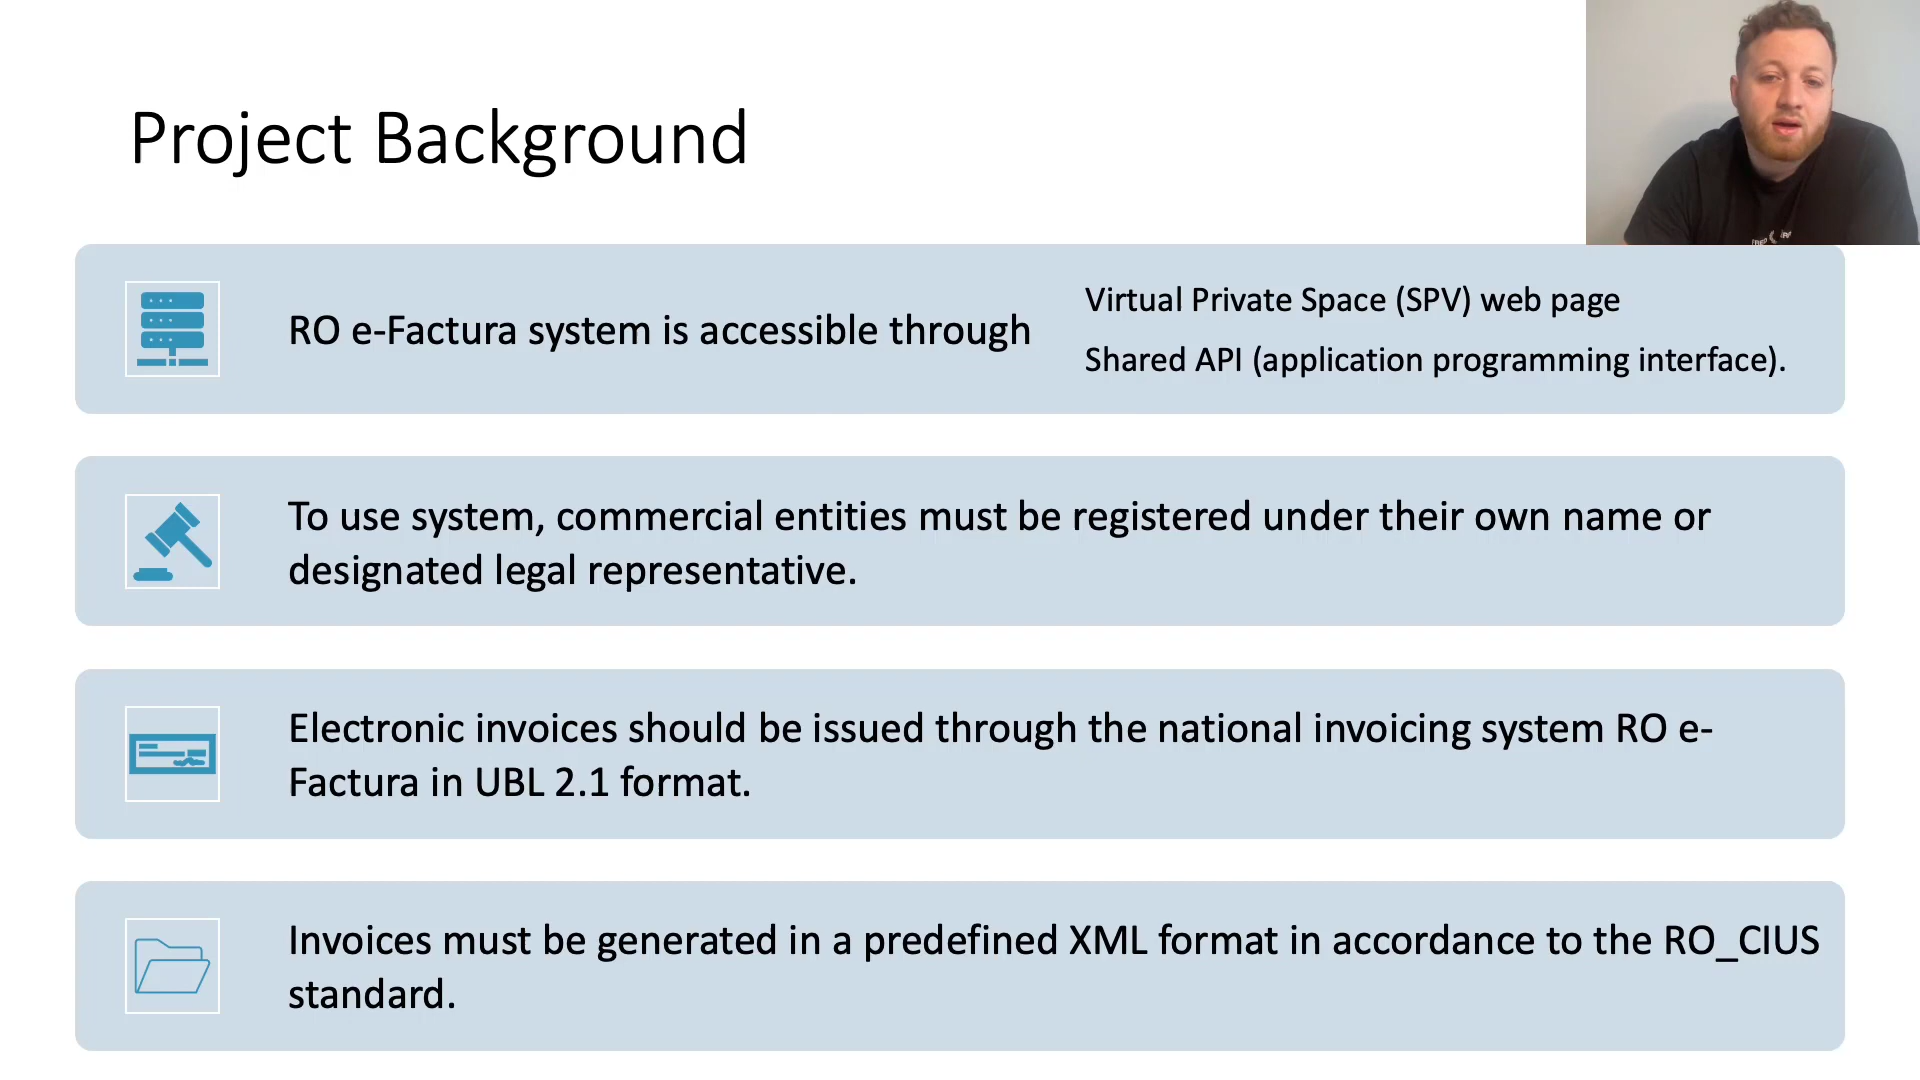 Project Background
RO e-Factura system is accessible through
Virtual Private Space (SPV) web page
Shared API (application programming interface).
To use system, commercial entities must be registered under their own name or
designated legal representative.
Electronic invoices should be issued through the national invoicing system RO e-
Factura in UBL 2.1 format.
Invoices must be generated in a predefined XML format in accordance to the RO_CIUS
standard.